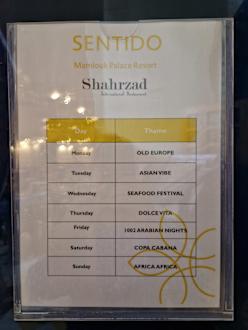 SENTIDO
Mamlouk Palace Resort
Shahrzad
International Restaurant
Day Theme
Monday OLD EUROPE
Tuesday ASIAN VIBE
Wednesday SEAFOOD FESTIVAL
Thursday DOLCE VITA
Friday 1002 ARABIAN NIGHTS
Saturday COPA CABANA
Sunday AFRICA AFRICA